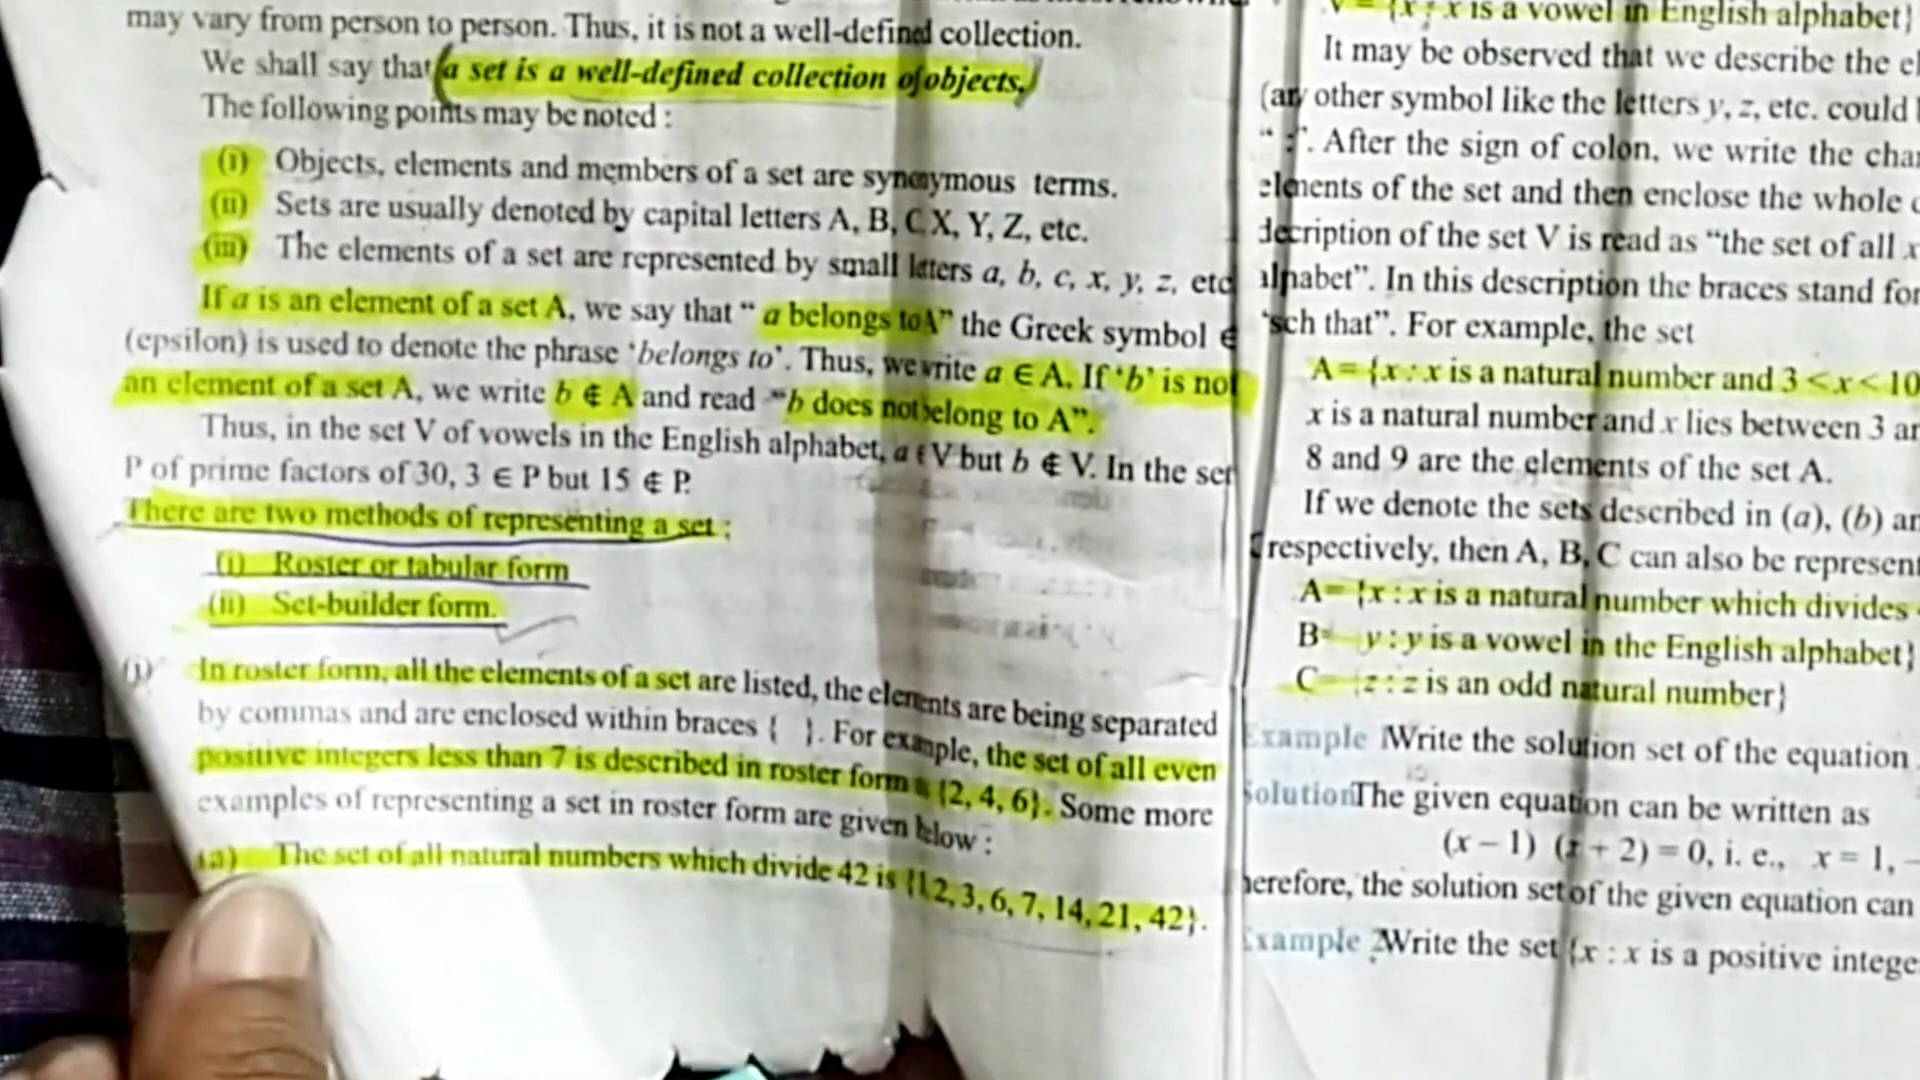 may vary from person to person. Thus, it is not a well-defined collection.
We shall say that a set is a well-defined collection of objects.
The following points may be noted :
(i) Objects, elements and members of a set are synonymous terms.
(ii) Sets are usually denoted by capital letters A, B, C X, Y, Z, etc.
(iii) The elements of a set are represented by small letters a, b, c, x, y, z, etc
If a is an element of a set A, we say that “ a belongs to A” the Greek symbol ∈
(epsilon) is used to denote the phrase ‘belongs to’. Thus, we write a ∈ A. If ‘b’ is not
an element of a set A, we write b ∉ A and read “b does not belong to A”.
Thus, in the set V of vowels in the English alphabet, a ∈ V but b ∉ V. In the set
P of prime factors of 30, 3 ∈ P but 15 ∉ P.
There are two methods of representing a set :
(i) Roster or tabular form
(ii) Set-builder form.
(i) In roster form, all the elements of a set are listed, the elements are being separated
by commas and are enclosed within braces { }. For example, the set of all even
positive integers less than 7 is described in roster form as {2, 4, 6}. Some more
examples of representing a set in roster form are given below :
(a) The set of all natural numbers which divide 42 is {1, 2, 3, 6, 7, 14, 21, 42}.
V = {x : x is a vowel in English alphabet}
It may be observed that we describe the
(any other symbol like the letters y, z, etc. could
“ : ”. After the sign of colon, we write the
elements of the set and then enclose the whole
description of the set V is read as “the set of all x
alphabet”. In this description the braces stand for
‘such that”. For example, the set
A = {x : x is a natural number and 3 < x < 10
x is a natural number and x lies between 3
8 and 9 are the elements of the set A.
If we denote the sets described in (a), (b)
C respectively, then A, B, C can also be
A = {x : x is a natural number which divides
B = y : y is a vowel in the English alphabet}
C = {z : z is an odd natural number}
Example Write the solution set of the equation
Solution The given equation can be written as
(x – 1) (x + 2) = 0, i. e., x = 1, –
herefore, the solution set of the given equation can
Example 2 Write the set {x : x is a positive